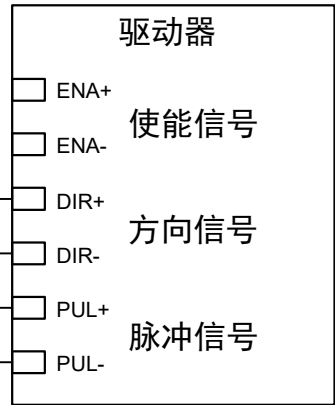 驱动器
ENA+
使能信号
ENA-
DIR+
方向信号
DIR-
PUL+
脉冲信号
PUL-